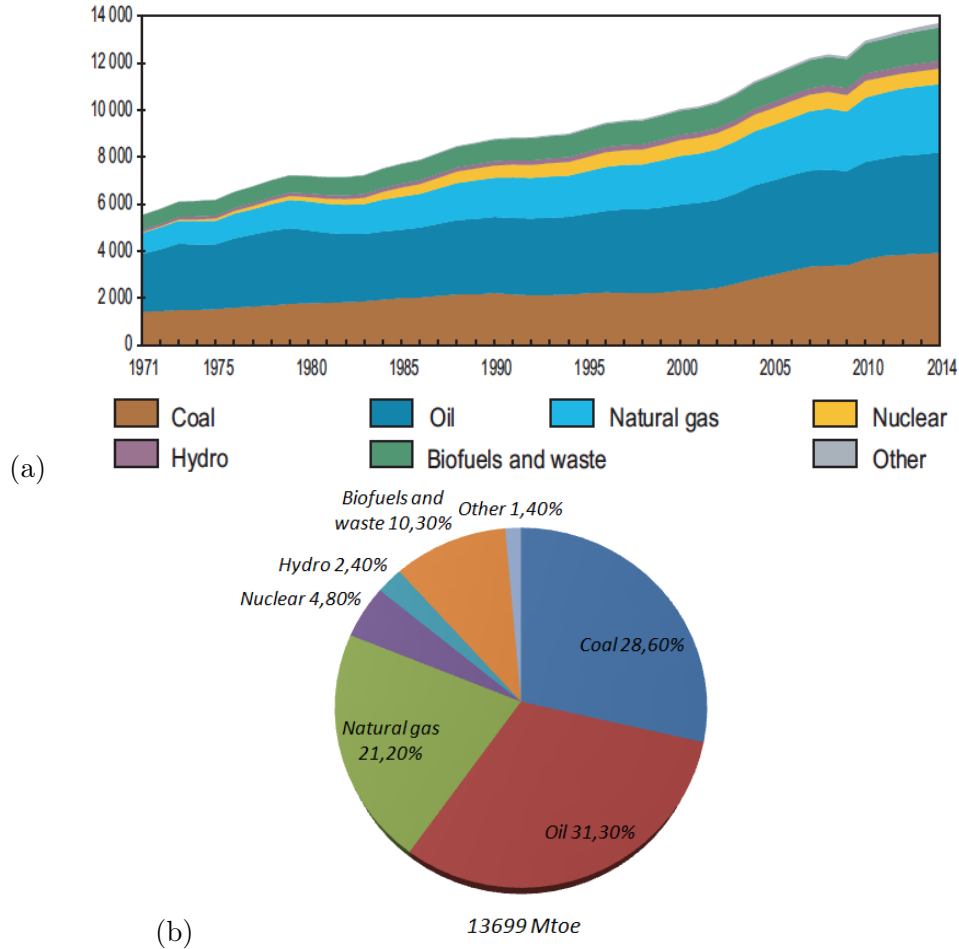 14 000
12 000
10 000
8 000
6 000
4 000
2 000
0
1971 1975 1980 1985 1990 1995 2000 2005 2010 2014
Coal Oil Natural gas Nuclear
Hydro Biofuels and waste Other
(a)
Biofuels and
waste 10,30%
Other 1,40%
Hydro 2,40%
Nuclear 4,80%
Coal 28,60%
Natural gas
21,20%
Oil 31,30%
13699 Mtoe
(b)